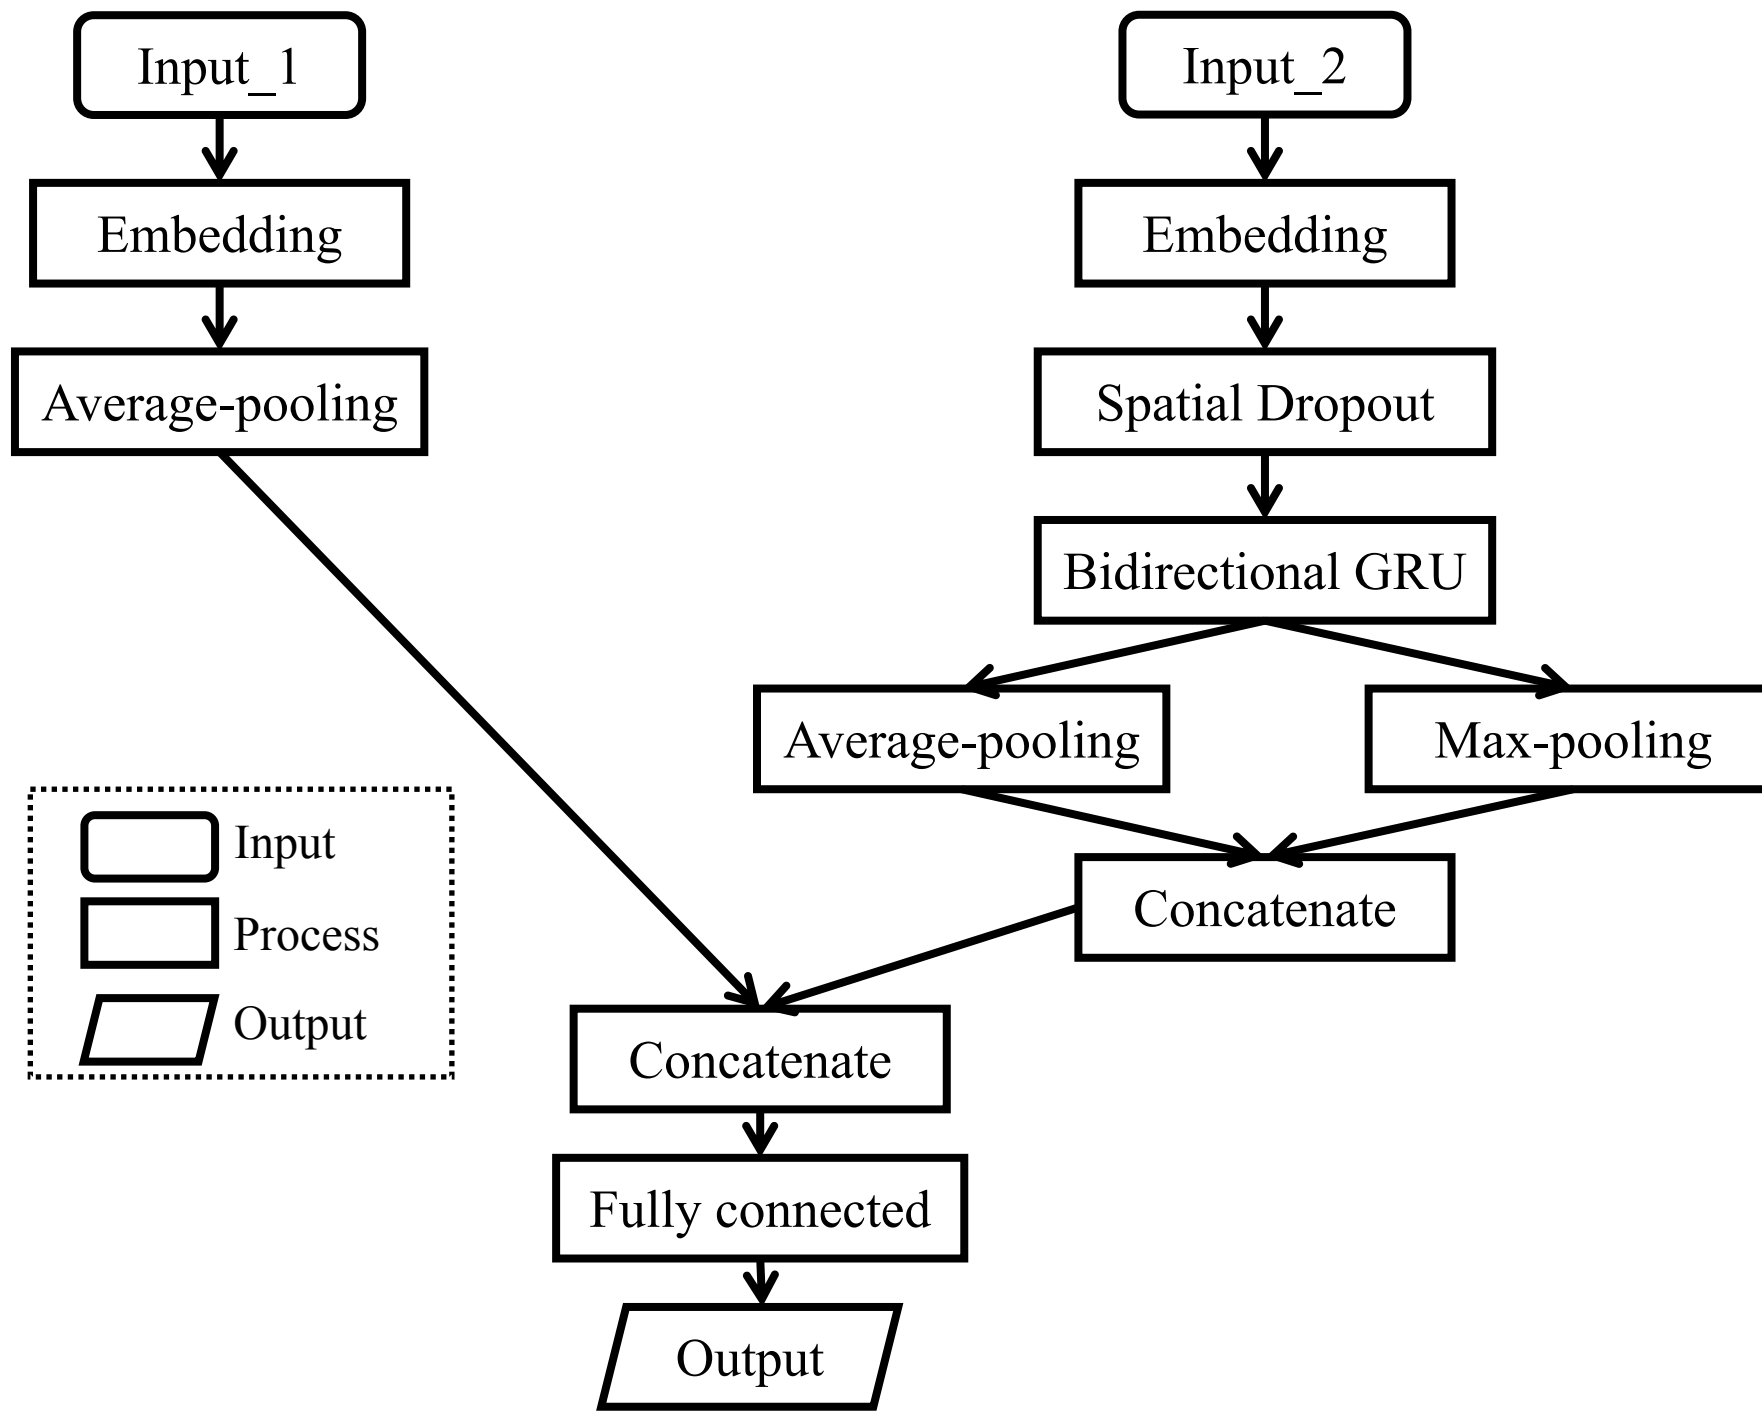 Input_1
Input_2
Embedding
Embedding
Average-pooling
Spatial Dropout
Bidirectional GRU
Average-pooling
Max-pooling
Input
Process
Output
Concatenate
Concatenate
Fully connected
Output